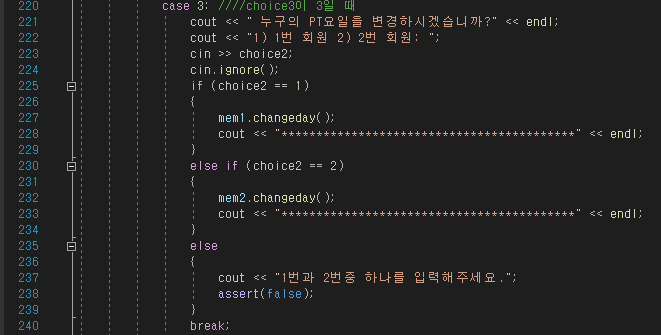 220 case 3: ////choice3이 3일 때
221 cout << " 누구의 PT요일을 변경하시겠습니까?" << endl;
222 cout << "1) 1번 회원 2) 2번 회원: ";
223 cin >> choice2;
224 cin.ignore();
225 if (choice2 == 1)
226 {
227 mem1.changeday();
228 cout << "******************************************" << endl;
229 }
230 else if (choice2 == 2)
231 {
232 mem2.changeday();
233 cout << "******************************************" << endl;
234 }
235 else
236 {
237 cout << "1번과 2번중 하나를 입력해주세요.";
238 assert(false);
239 }
240 break;